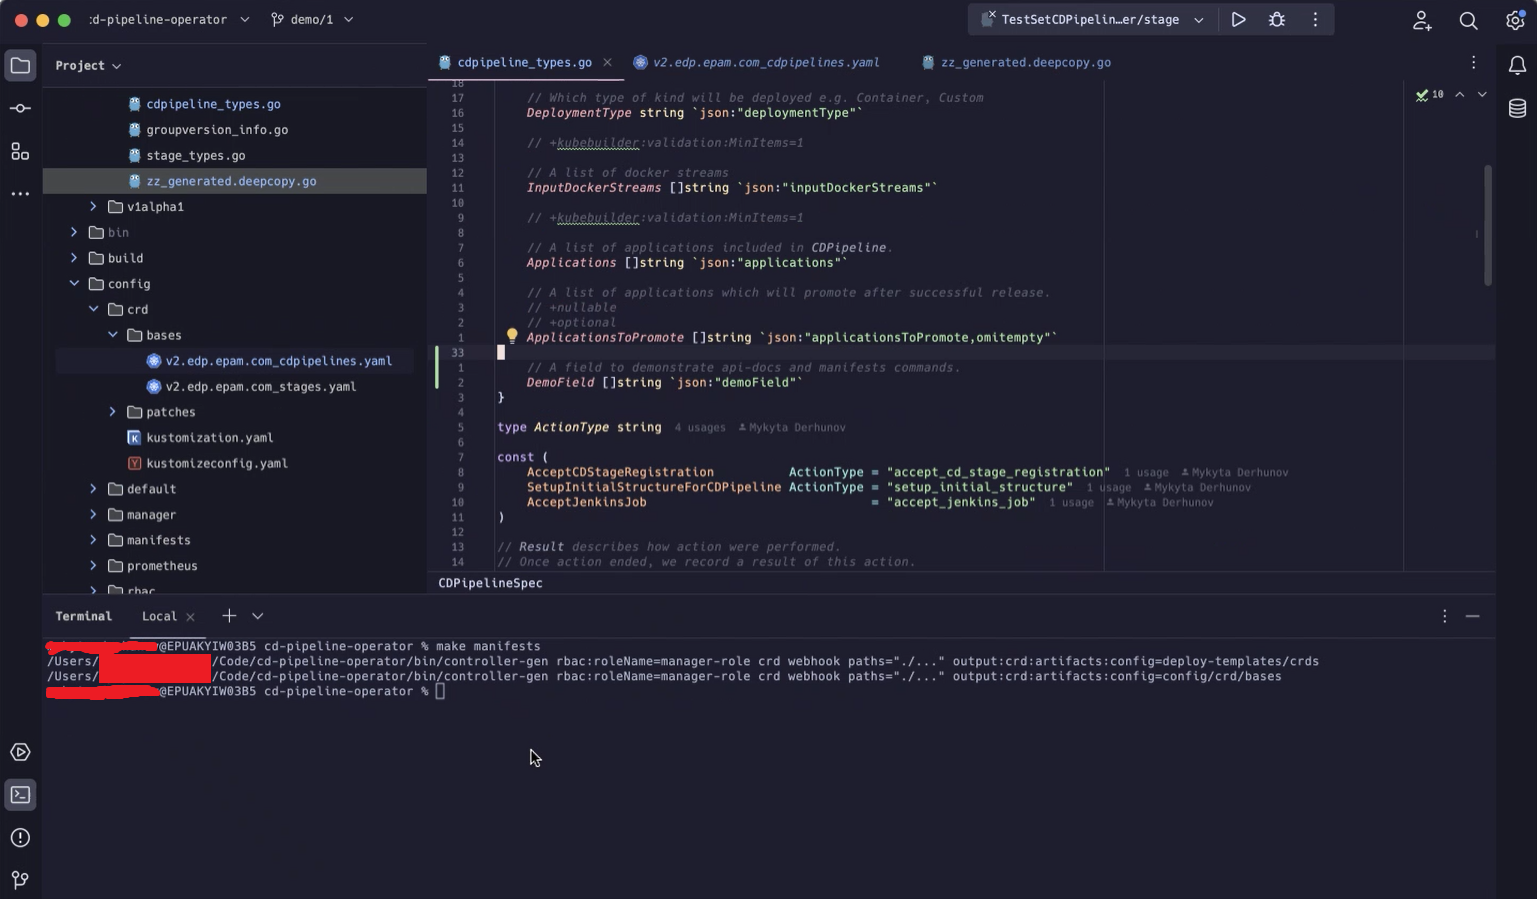 :d-pipeline-operator
demo/1
TestSetCDPipelin…er/stage
Project
cdpipeline_types.go
v2.edp.epam.com_cdpipelines.yaml
zz_generated.deepcopy.go
cdpipeline_types.go
groupversion_info.go
stage_types.go
zz_generated.deepcopy.go
v1alpha1
bin
build
config
crd
bases
v2.edp.epam.com_cdpipelines.yaml
v2.edp.epam.com_stages.yaml
patches
kustomization.yaml
kustomizeconfig.yaml
default
manager
manifests
prometheus
rbac
10
18
17 // Which type of kind will be deployed e.g. Container, Custom
16 DeploymentType string `json:"deploymentType"`
15
14 // +kubebuilder:validation:MinItems=1
13
12 // A list of docker streams
11 InputDockerStreams []string `json:"inputDockerStreams"`
10
9 // +kubebuilder:validation:MinItems=1
8
7 // A list of applications included in CDPipeline.
6 Applications []string `json:"applications"`
5
4 // A list of applications which will promote after successful release.
3 // +nullable
2 // +optional
1 ApplicationsToPromote []string `json:"applicationsToPromote,omitempty"`
33
1 // A field to demonstrate api-docs and manifests commands.
2 DemoField []string `json:"demoField"`
3 }
4
5 type ActionType string 4 usages Mykyta Derhunov
6
7 const (
8 AcceptCDStageRegistration ActionType = "accept_cd_stage_registration" 1 usage Mykyta Derhunov
9 SetupInitialStructureForCDPipeline ActionType = "setup_initial_structure" 1 usage Mykyta Derhunov
10 AcceptJenkinsJob = "accept_jenkins_job" 1 usage Mykyta Derhunov
11 )
12
13 // Result describes how action were performed.
14 // Once action ended, we record a result of this action.
CDPipelineSpec
Terminal
Local
@EPUAKYIW03B5 cd-pipeline-operator % make manifests
/Users/ /Code/cd-pipeline-operator/bin/controller-gen rbac:roleName=manager-role crd webhook paths="./..." output:crd:artifacts:config=deploy-templates/crds
/Users/ /Code/cd-pipeline-operator/bin/controller-gen rbac:roleName=manager-role crd webhook paths="./..." output:crd:artifacts:config=config/crd/bases
@EPUAKYIW03B5 cd-pipeline-operator %